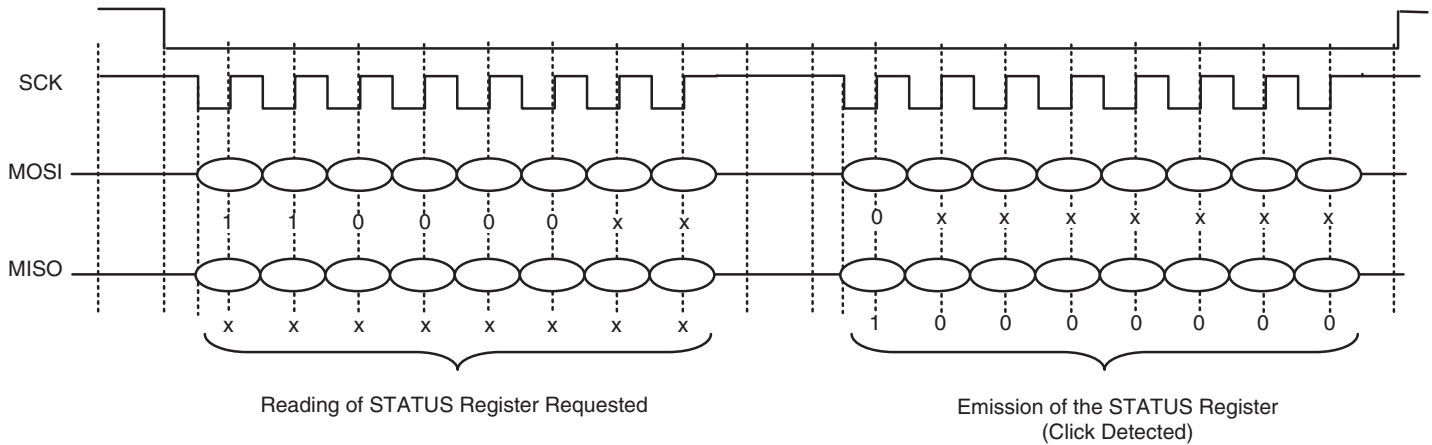 SCK
MOSI
1 1 0 0 0 0 x x 0 x x x x x x x
MISO
x x x x x x x x 1 0 0 0 0 0 0 0
Reading of STATUS Register Requested
Emission of the STATUS Register
(Click Detected)